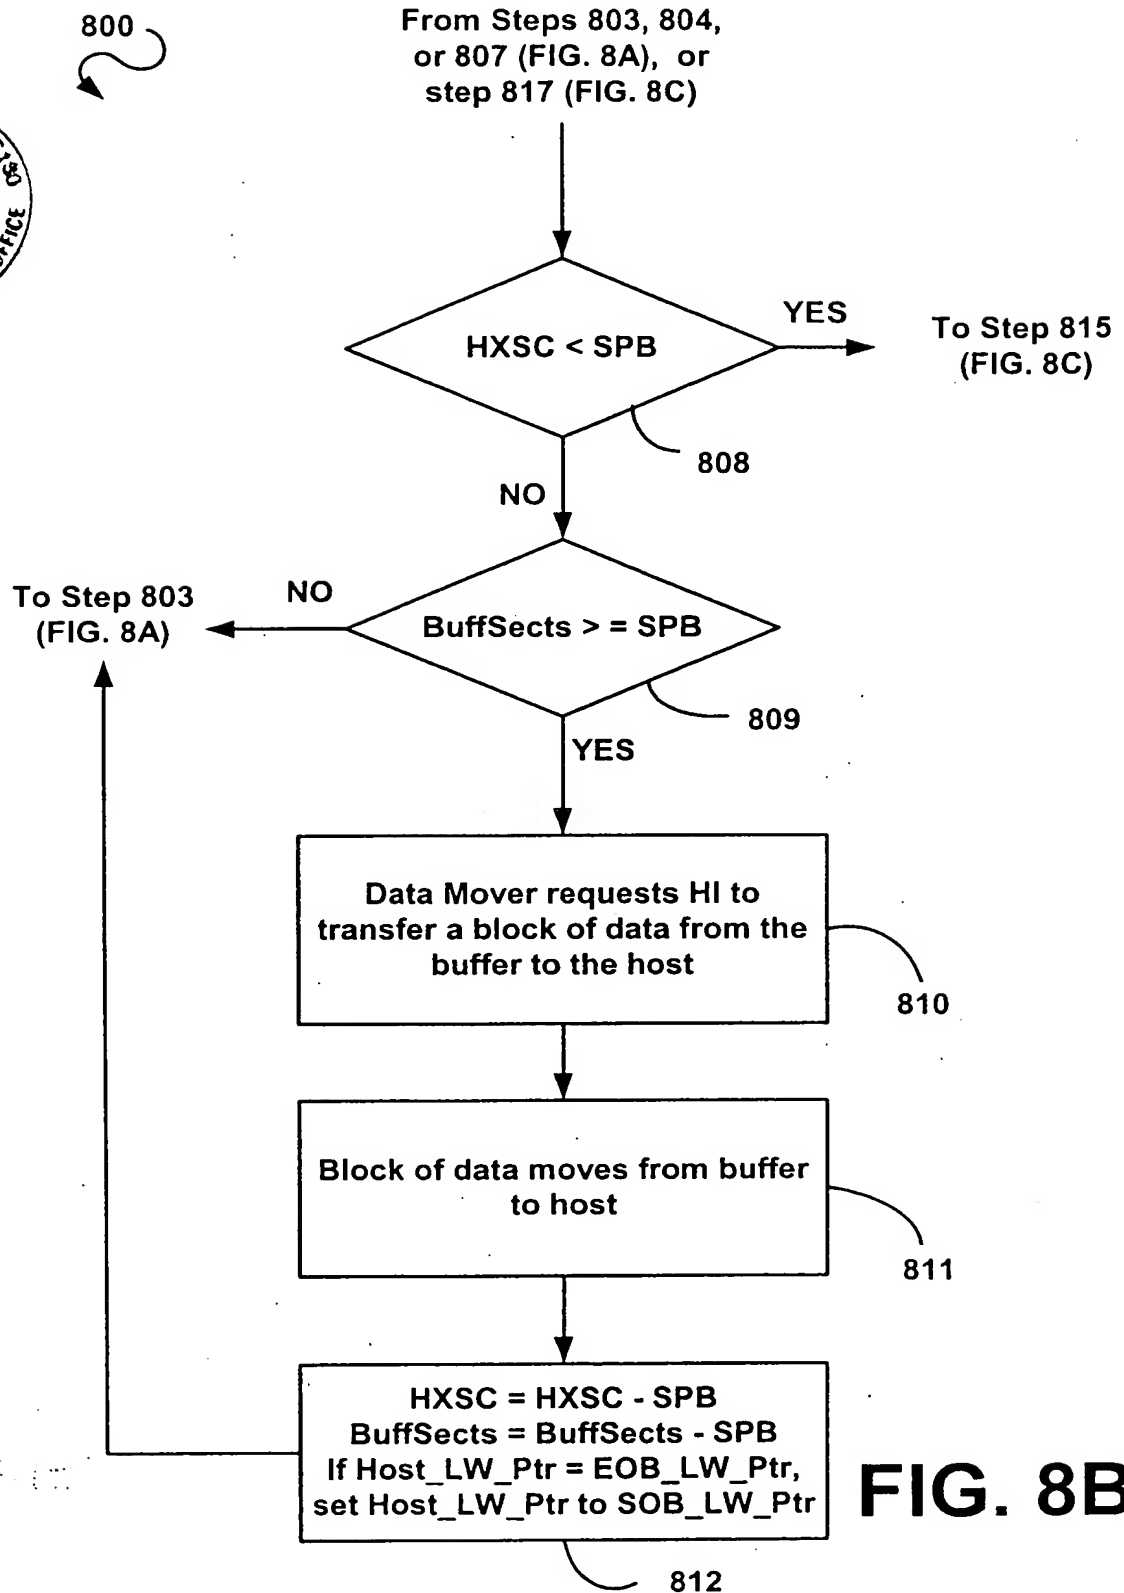 800
From Steps 803, 804,
or 807 (FIG. 8A), or
step 817 (FIG. 8C)
OFFICE
HXSC < SPB
YES
To Step 815
(FIG. 8C)
808
NO
To Step 803
(FIG. 8A)
NO
BuffSects > = SPB
809
YES
Data Mover requests HI to
transfer a block of data from the
buffer to the host
810
Block of data moves from buffer
to host
811
HXSC = HXSC - SPB
BuffSects = BuffSects - SPB
If Host_LW_Ptr = EOB_LW_Ptr,
set Host_LW_Ptr to SOB_LW_Ptr
FIG. 8B
812